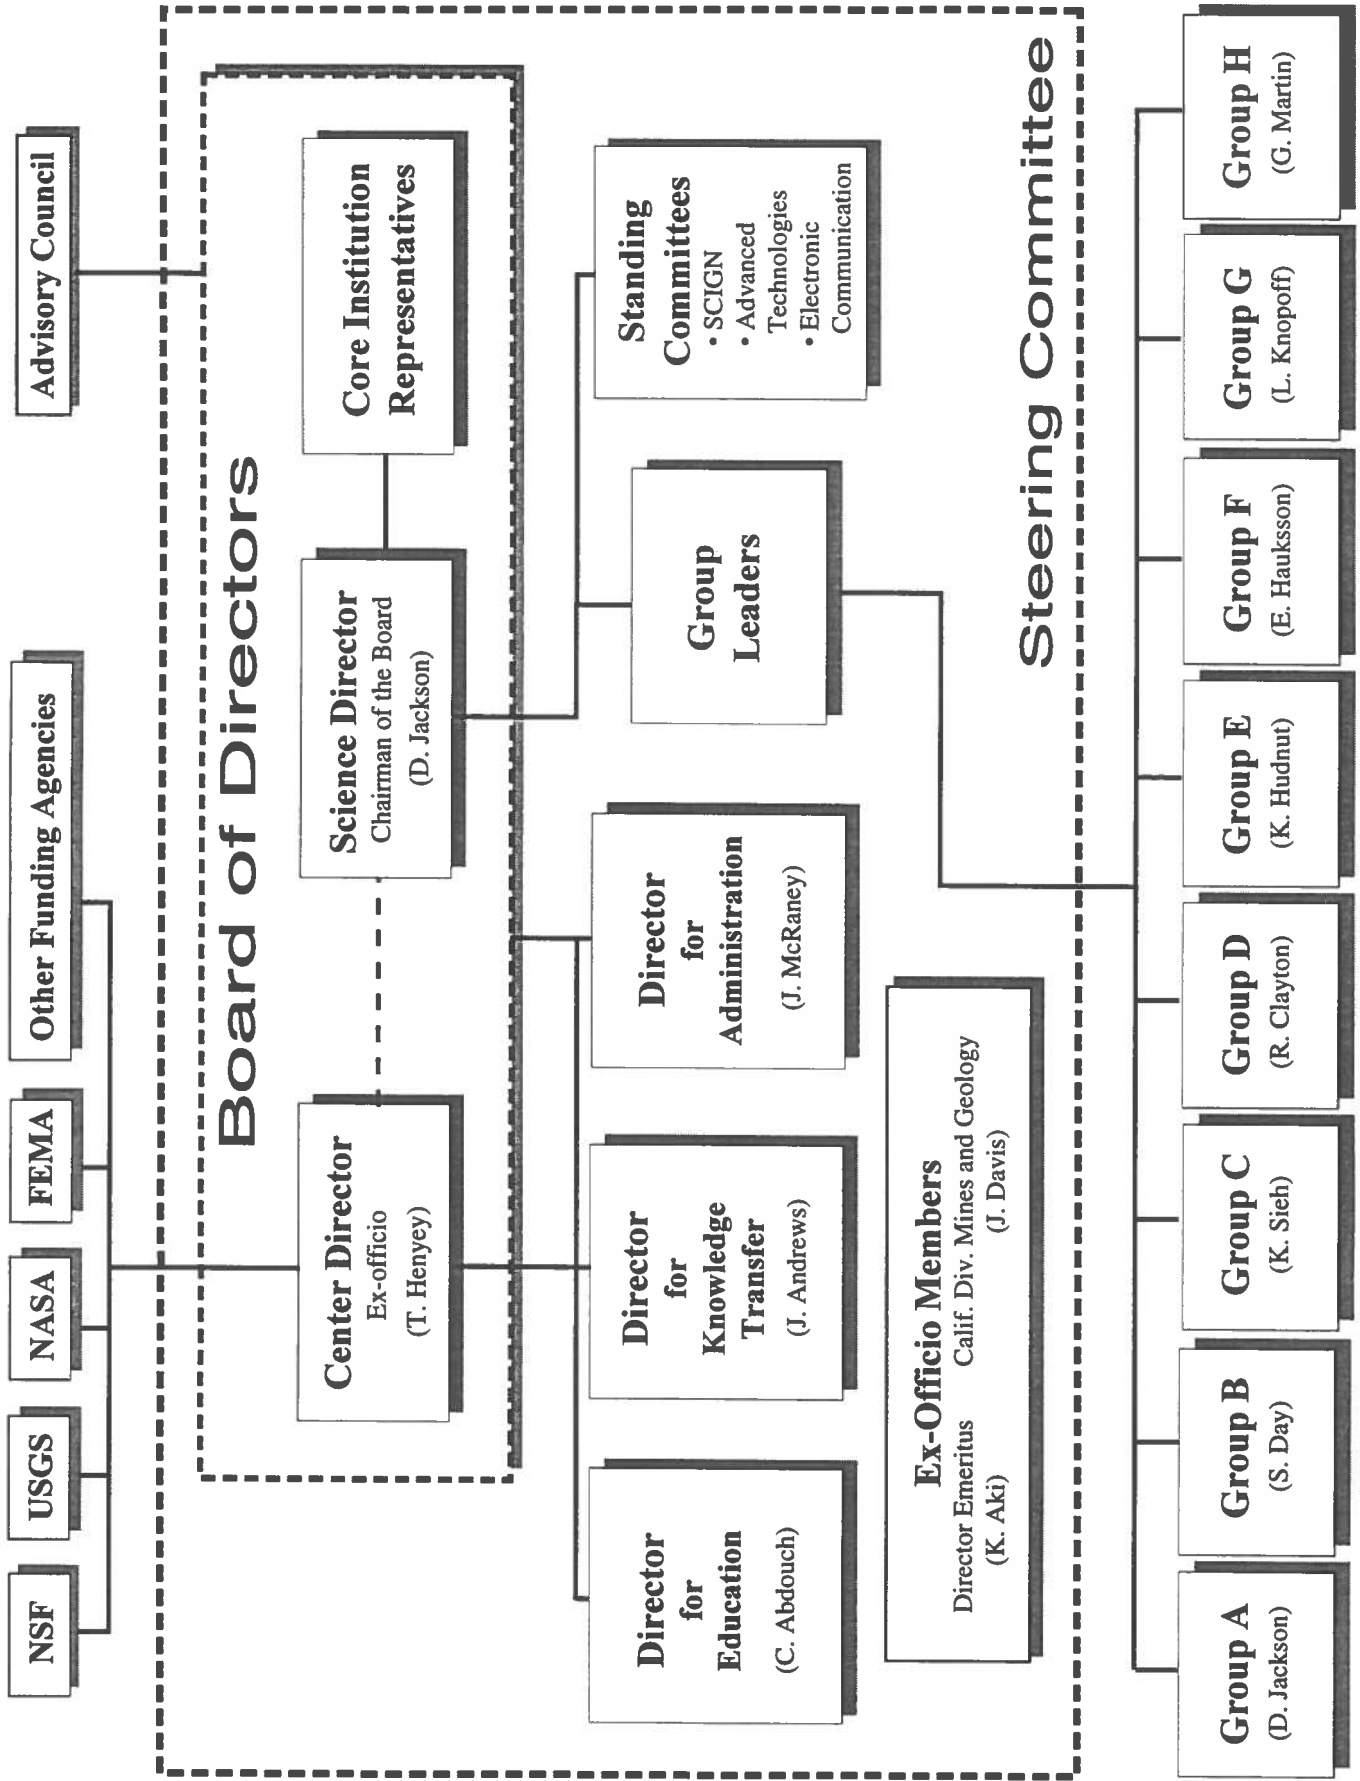 NSF
USGS
NASA
FEMA
Other Funding Agencies
Advisory Council
Board of Directors
Center Director
Ex-officio
(T. Henyey)
Science Director
Chairman of the Board
(D. Jackson)
Core Institution
Representatives
Director
for
Education
(C. Abdouch)
Director
for
Knowledge
Transfer
(J. Andrews)
Director
for
Administration
(J. McRaney)
Group
Leaders
Standing
Committees
• SCIGN
• Advanced
Technologies
• Electronic
Communication
Ex-Officio Members
Director Emeritus Calif. Div. Mines and Geology
(K. Aki) (J. Davis)
Steering Committee
Group A
(D. Jackson)
Group B
(S. Day)
Group C
(K. Sieh)
Group D
(R. Clayton)
Group E
(K. Hudnut)
Group F
(E. Hauksson)
Group G
(L. Knopoff)
Group H
(G. Martin)